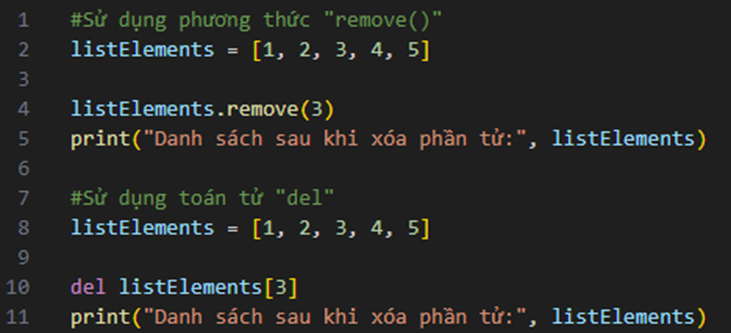 1 #Sử dụng phương thức "remove()"
2 listElements = [1, 2, 3, 4, 5]
3
4 listElements.remove(3)
5 print("Danh sách sau khi xóa phần tử:", listElements)
6
7 #Sử dụng toán tử "del"
8 listElements = [1, 2, 3, 4, 5]
9
10 del listElements[3]
11 print("Danh sách sau khi xóa phần tử:", listElements)